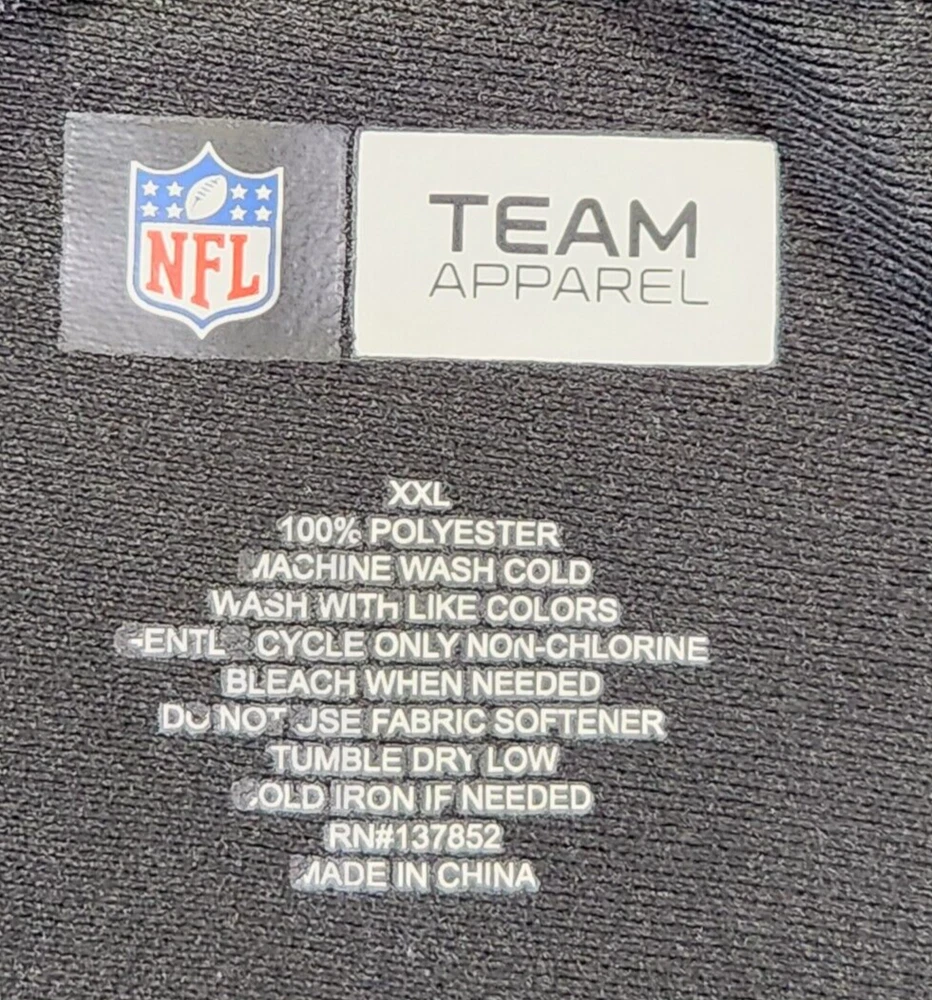 NFL
TEAM
APPAREL
XXL
100% POLYESTER
MACHINE WASH COLD
WASH WITH LIKE COLORS
GENTLE CYCLE ONLY NON-CHLORINE
BLEACH WHEN NEEDED
DO NOT USE FABRIC SOFTENER
TUMBLE DRY LOW
COLD IRON IF NEEDED
RN#137852
MADE IN CHINA